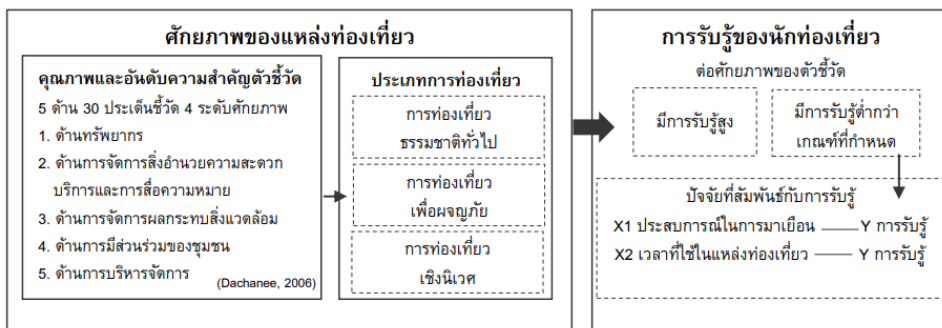 ศักยภาพของแหล่งท่องเที่ยว
คุณภาพและอันดับความสำคัญตัวชี้วัด
5 ด้าน 30 ประเด็นชี้วัด 4 ระดับศักยภาพ
1. ด้านทรัพยากร
2. ด้านการจัดการสิ่งอำนวยความสะดวก
บริการและการสื่อความหมาย
3. ด้านการจัดการผลกระทบสิ่งแวดล้อม
4. ด้านการมีส่วนร่วมของชุมชน
5. ด้านการบริหารจัดการ
(Dachanee, 2006)
ประเภทการท่องเที่ยว
การท่องเที่ยว
ธรรมชาติทั่วไป
การท่องเที่ยว
เพื่อผจญภัย
การท่องเที่ยว
เชิงนิเวศ
การรับรู้ของนักท่องเที่ยว
ต่อศักยภาพของตัวชี้วัด
มีการรับรู้สูง
มีการรับรู้ต่ำกว่า
เกณฑ์ที่กำหนด
ปัจจัยที่สัมพันธ์กับการรับรู้
X1 ประสบการณ์ในการมาเยือน Y การรับรู้
X2 เวลาที่ใช้ในแหล่งท่องเที่ยว Y การรับรู้